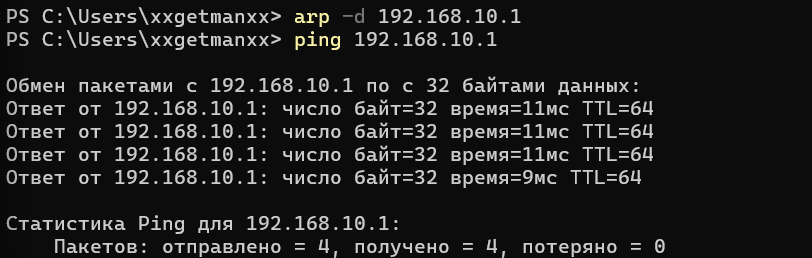 PS C:\Users\xxgetmanxx> arp -d 192.168.10.1
PS C:\Users\xxgetmanxx> ping 192.168.10.1
Обмен пакетами с 192.168.10.1 по с 32 байтами данных:
Ответ от 192.168.10.1: число байт=32 время=11мс TTL=64
Ответ от 192.168.10.1: число байт=32 время=11мс TTL=64
Ответ от 192.168.10.1: число байт=32 время=11мс TTL=64
Ответ от 192.168.10.1: число байт=32 время=9мс TTL=64
Статистика Ping для 192.168.10.1:
Пакетов: отправлено = 4, получено = 4, потеряно = 0